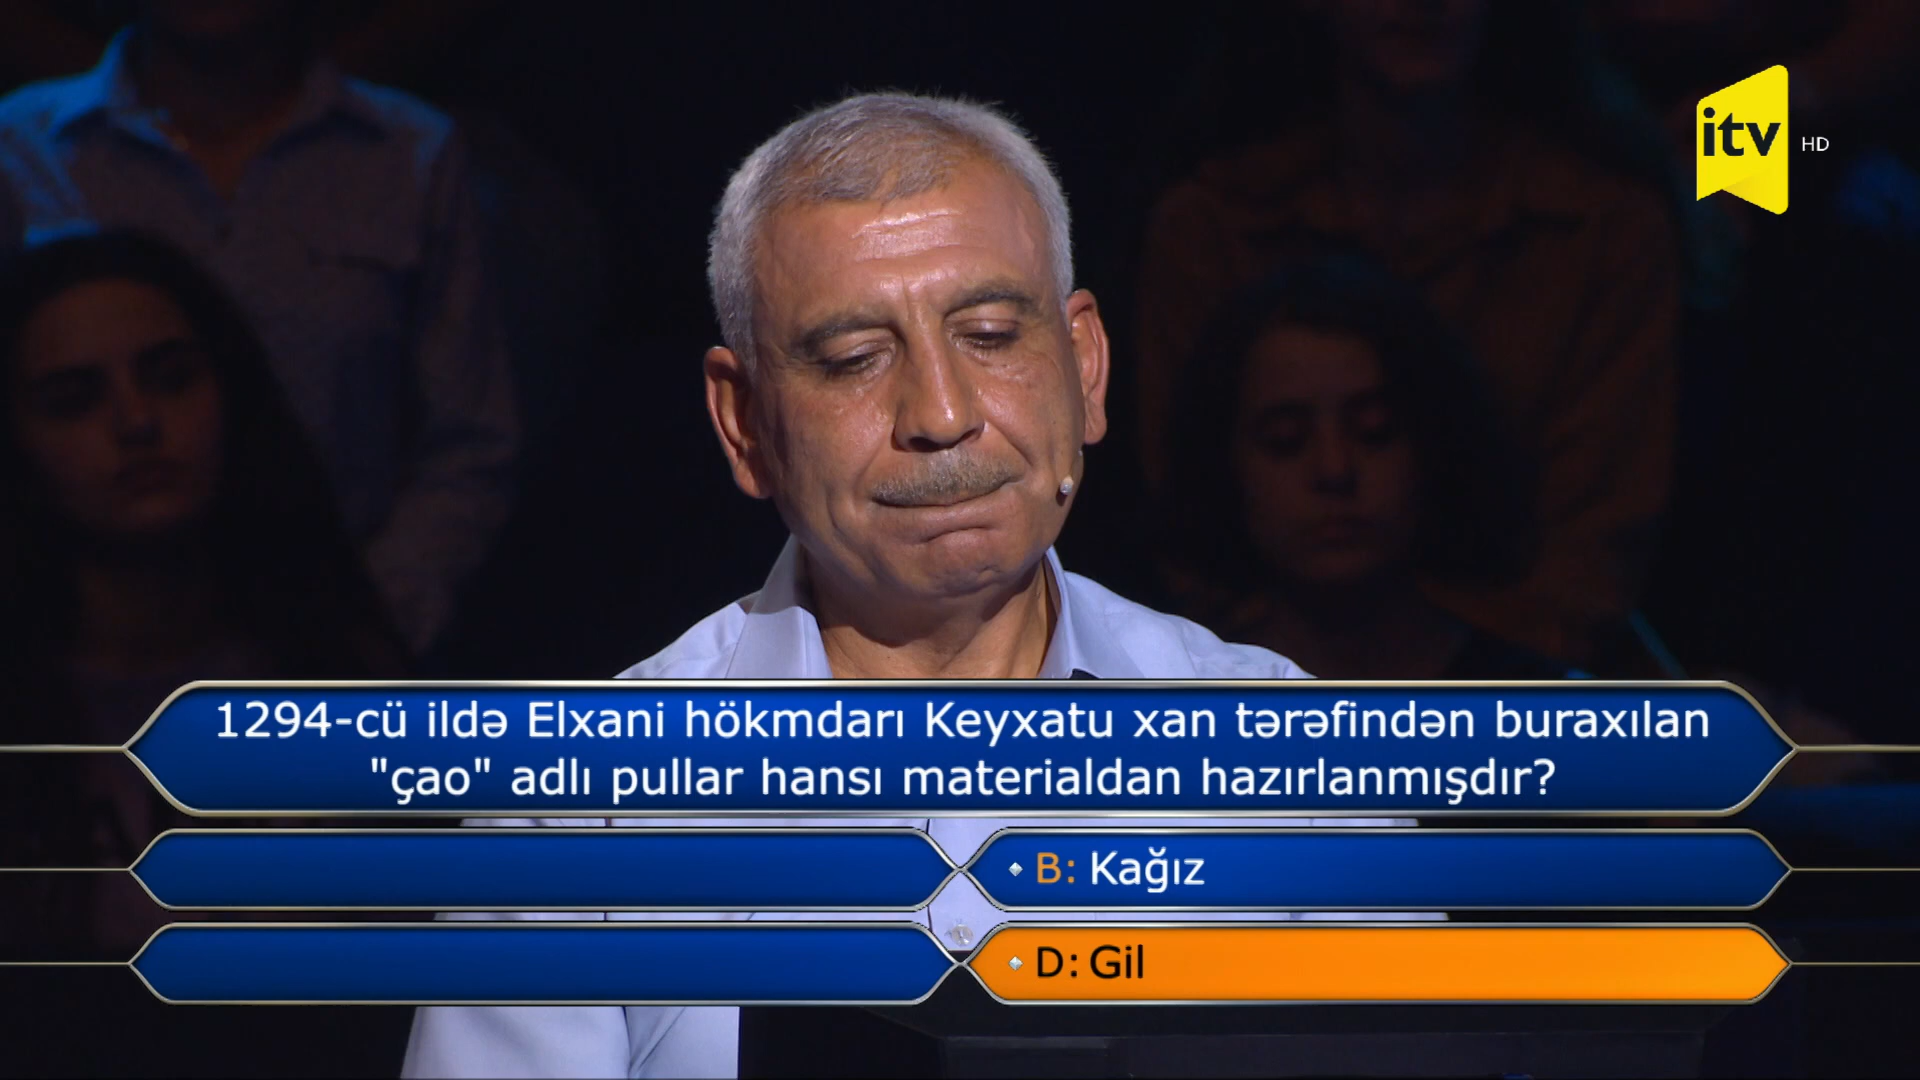 itv HD
1294-cü ildə Elxani hökmdarı Keyxatu xan tərəfindən buraxılan
"çao" adlı pullar hansı materialdan hazırlanmışdır?
B: Kağız
D: Gil